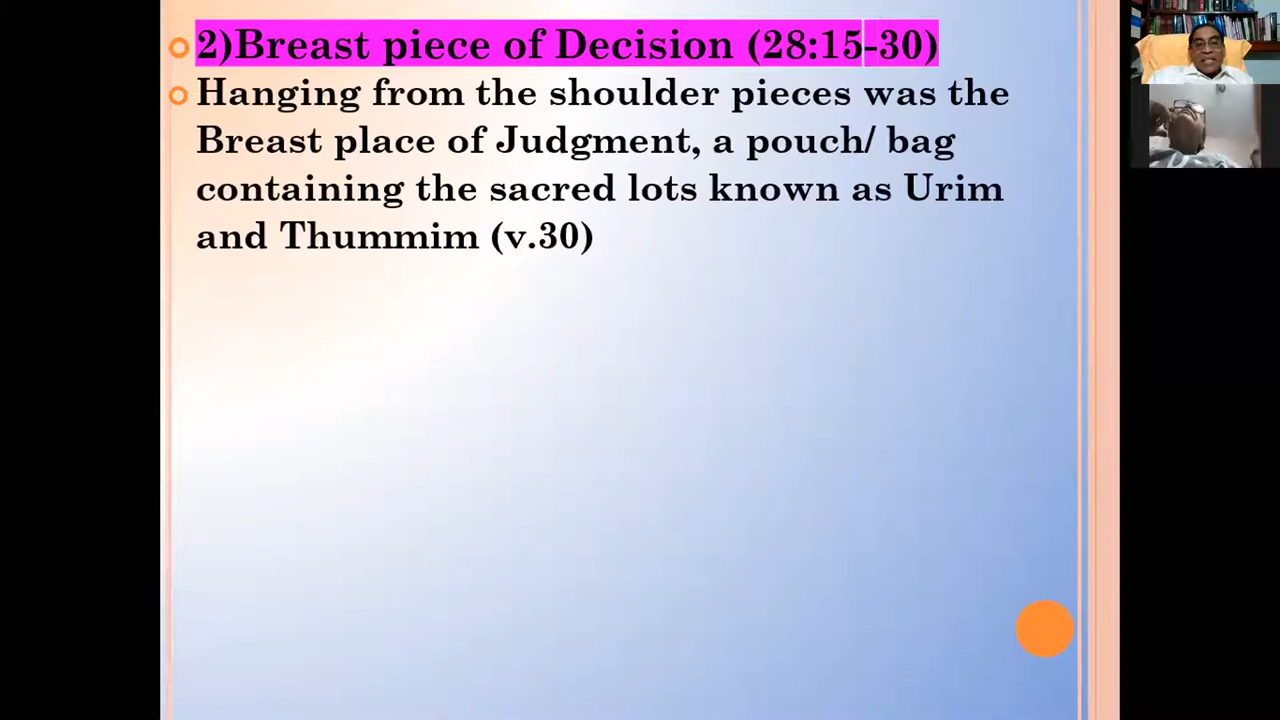 2)Breast piece of Decision (28:15-30)
Hanging from the shoulder pieces was the
Breast place of Judgment, a pouch/ bag
containing the sacred lots known as Urim
and Thummim (v.30)